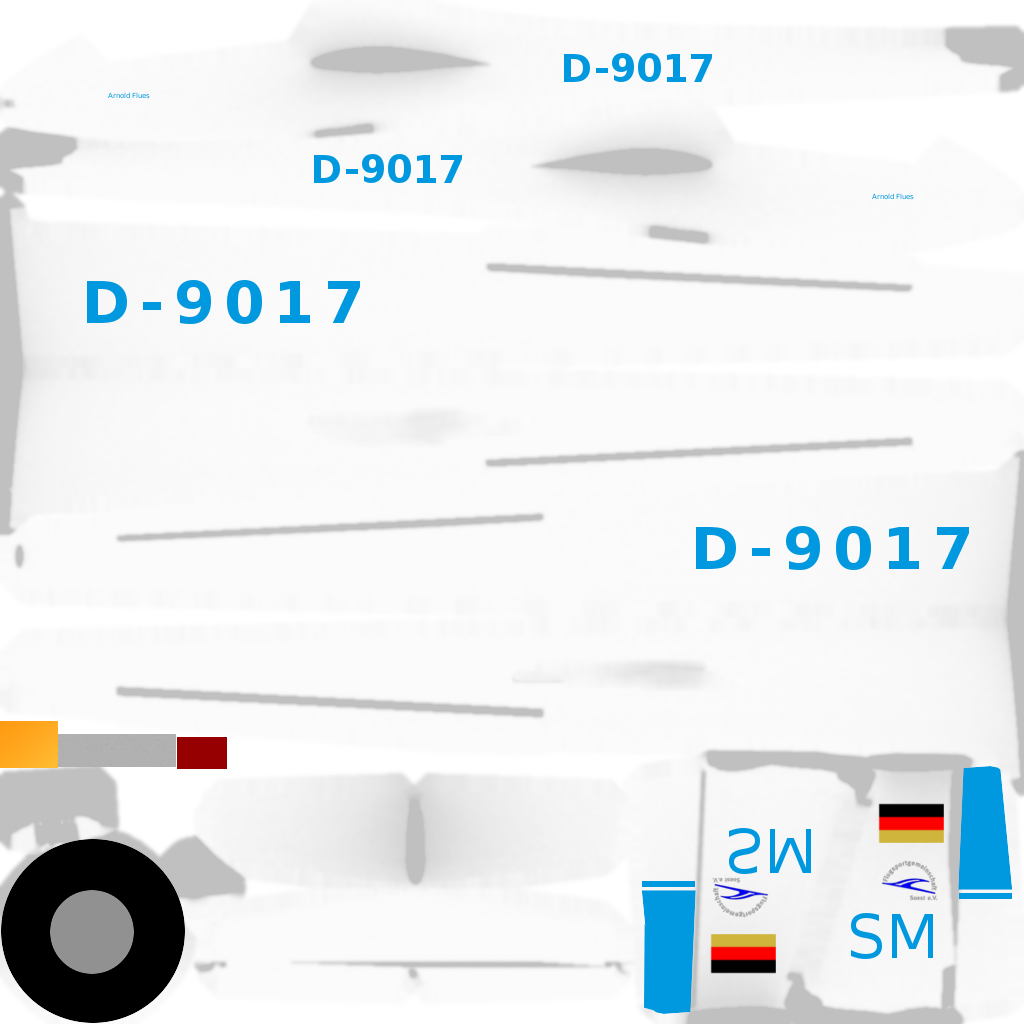 D-9017
Arnold Flues
D-9017
Arnold Flues
D-9017
D-9017
SM
Flugsportgemeinschaft
Soest e.V.
Soest e.V.
Flugsportgemeinschaft
SM